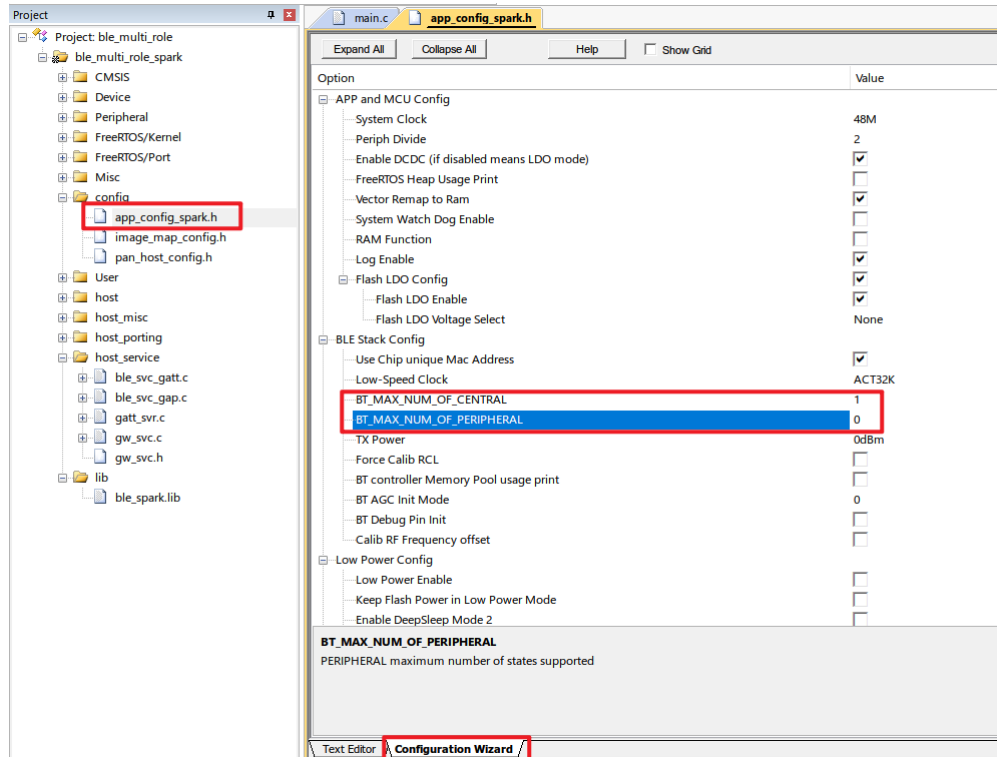 Project
Project: ble_multi_role
ble_multi_role_spark
CMSIS
Device
Peripheral
FreeRTOS/Kernel
FreeRTOS/Port
Misc
config
app_config_spark.h
image_map_config.h
pan_host_config.h
User
host
host_misc
host_porting
host_service
ble_svc_gatt.c
ble_svc_gap.c
gatt_svr.c
gw_svc.c
gw_svc.h
lib
ble_spark.lib
main.c app_config_spark.h
Expand All Collapse All Help Show Grid
Option Value
APP and MCU Config
System Clock 48M
Periph Divide 2
Enable DCDC (if disabled means LDO mode)
FreeRTOS Heap Usage Print
Vector Remap to Ram
System Watch Dog Enable
RAM Function
Log Enable
Flash LDO Config
Flash LDO Enable
Flash LDO Voltage Select None
BLE Stack Config
Use Chip unique Mac Address
Low-Speed Clock ACT32K
BT_MAX_NUM_OF_CENTRAL 1
BT_MAX_NUM_OF_PERIPHERAL 0
TX Power 0dBm
Force Calib RCL
BT controller Memory Pool usage print
BT AGC Init Mode 0
BT Debug Pin Init
Calib RF Frequency offset
Low Power Config
Low Power Enable
Keep Flash Power in Low Power Mode
Enable DeepSleep Mode 2
BT_MAX_NUM_OF_PERIPHERAL
PERIPHERAL maximum number of states supported
Text Editor Configuration Wizard